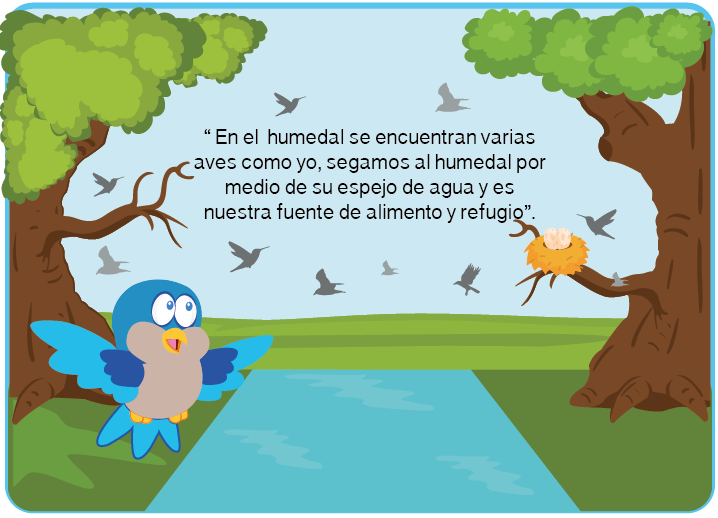 “ En el  humedal se encuentran varias
aves como yo, segamos al humedal por
medio de su espejo de agua y es
nuestra fuente de alimento y refugio”.